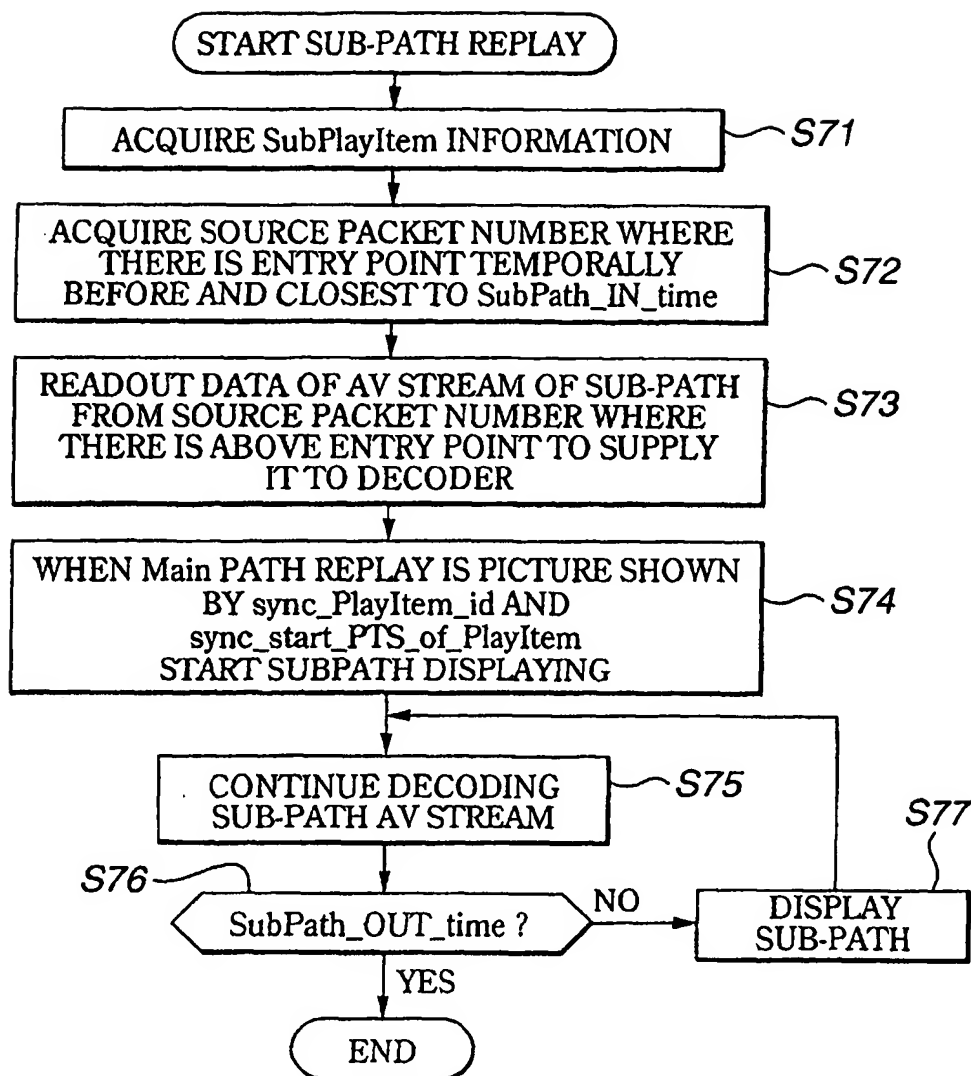 START SUB-PATH REPLAY
ACQUIRE SubPlayItem INFORMATION
S71
ACQUIRE SOURCE PACKET NUMBER WHERE
THERE IS ENTRY POINT TEMPORALLY
BEFORE AND CLOSEST TO SubPath_IN_time
S72
READOUT DATA OF AV STREAM OF SUB-PATH
FROM SOURCE PACKET NUMBER WHERE
THERE IS ABOVE ENTRY POINT TO SUPPLY
IT TO DECODER
S73
WHEN Main PATH REPLAY IS PICTURE SHOWN
BY sync_PlayItem_id AND
sync_start_PTS_of_PlayItem
START SUBPATH DISPLAYING
S74
CONTINUE DECODING
SUB-PATH AV STREAM
S75
S76
SubPath_OUT_time ?
NO
S77
DISPLAY
SUB-PATH
YES
END